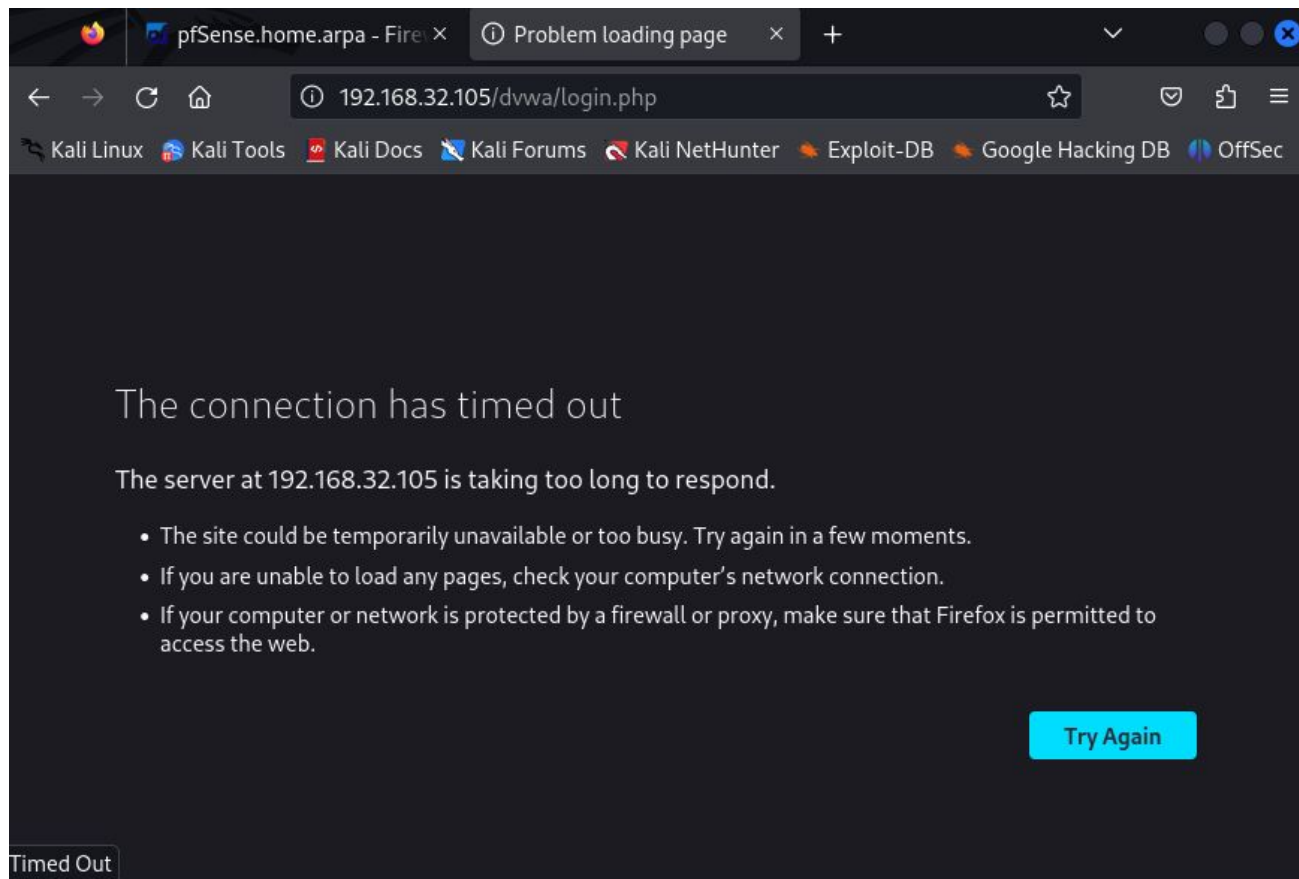 pfSense.home.arpa - Fire
Problem loading page
192.168.32.105/dvwa/login.php
Kali Linux Kali Tools Kali Docs Kali Forums Kali NetHunter Exploit-DB Google Hacking DB OffSec
The connection has timed out
The server at 192.168.32.105 is taking too long to respond.
• The site could be temporarily unavailable or too busy. Try again in a few moments.
• If you are unable to load any pages, check your computer's network connection.
• If your computer or network is protected by a firewall or proxy, make sure that Firefox is permitted to
access the web.
Try Again
Timed Out